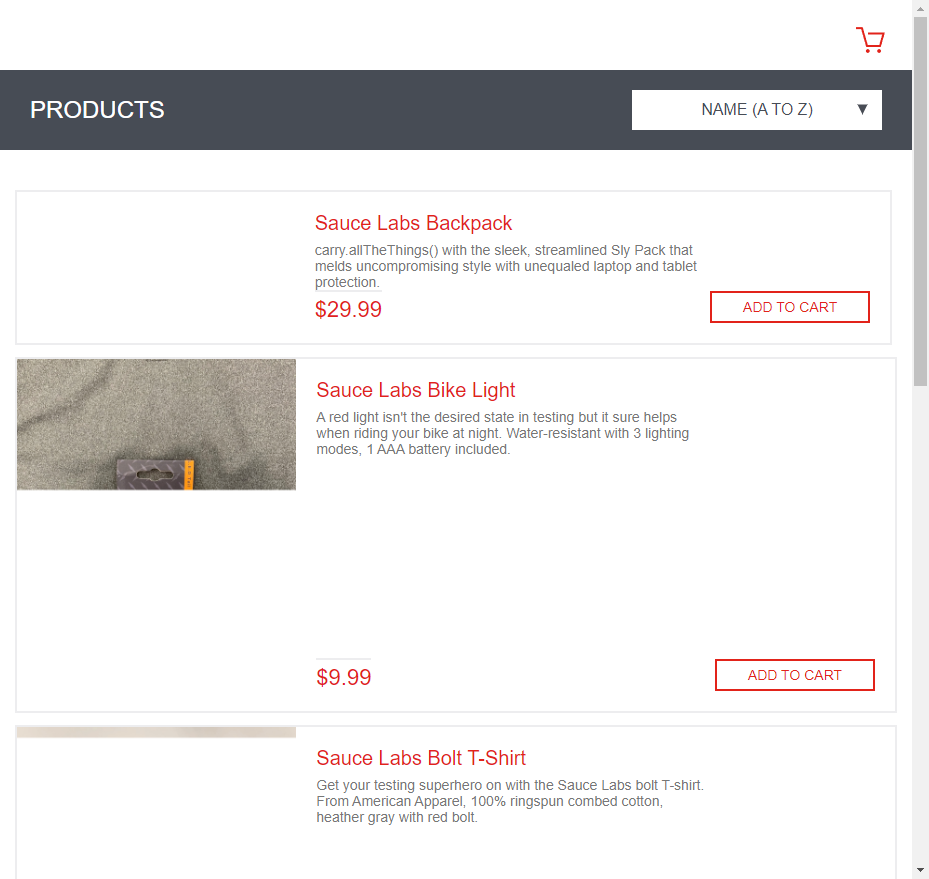 PRODUCTS
NAME (A TO Z)
Sauce Labs Backpack
carry.allTheThings() with the sleek, streamlined Sly Pack that
melds uncompromising style with unequaled laptop and tablet
protection.
$29.99
ADD TO CART
Sauce Labs Bike Light
A red light isn't the desired state in testing but it sure helps
when riding your bike at night. Water-resistant with 3 lighting
modes, 1 AAA battery included.
$9.99
ADD TO CART
Sauce Labs Bolt T-Shirt
Get your testing superhero on with the Sauce Labs bolt T-shirt.
From American Apparel, 100% ringspun combed cotton,
heather gray with red bolt.